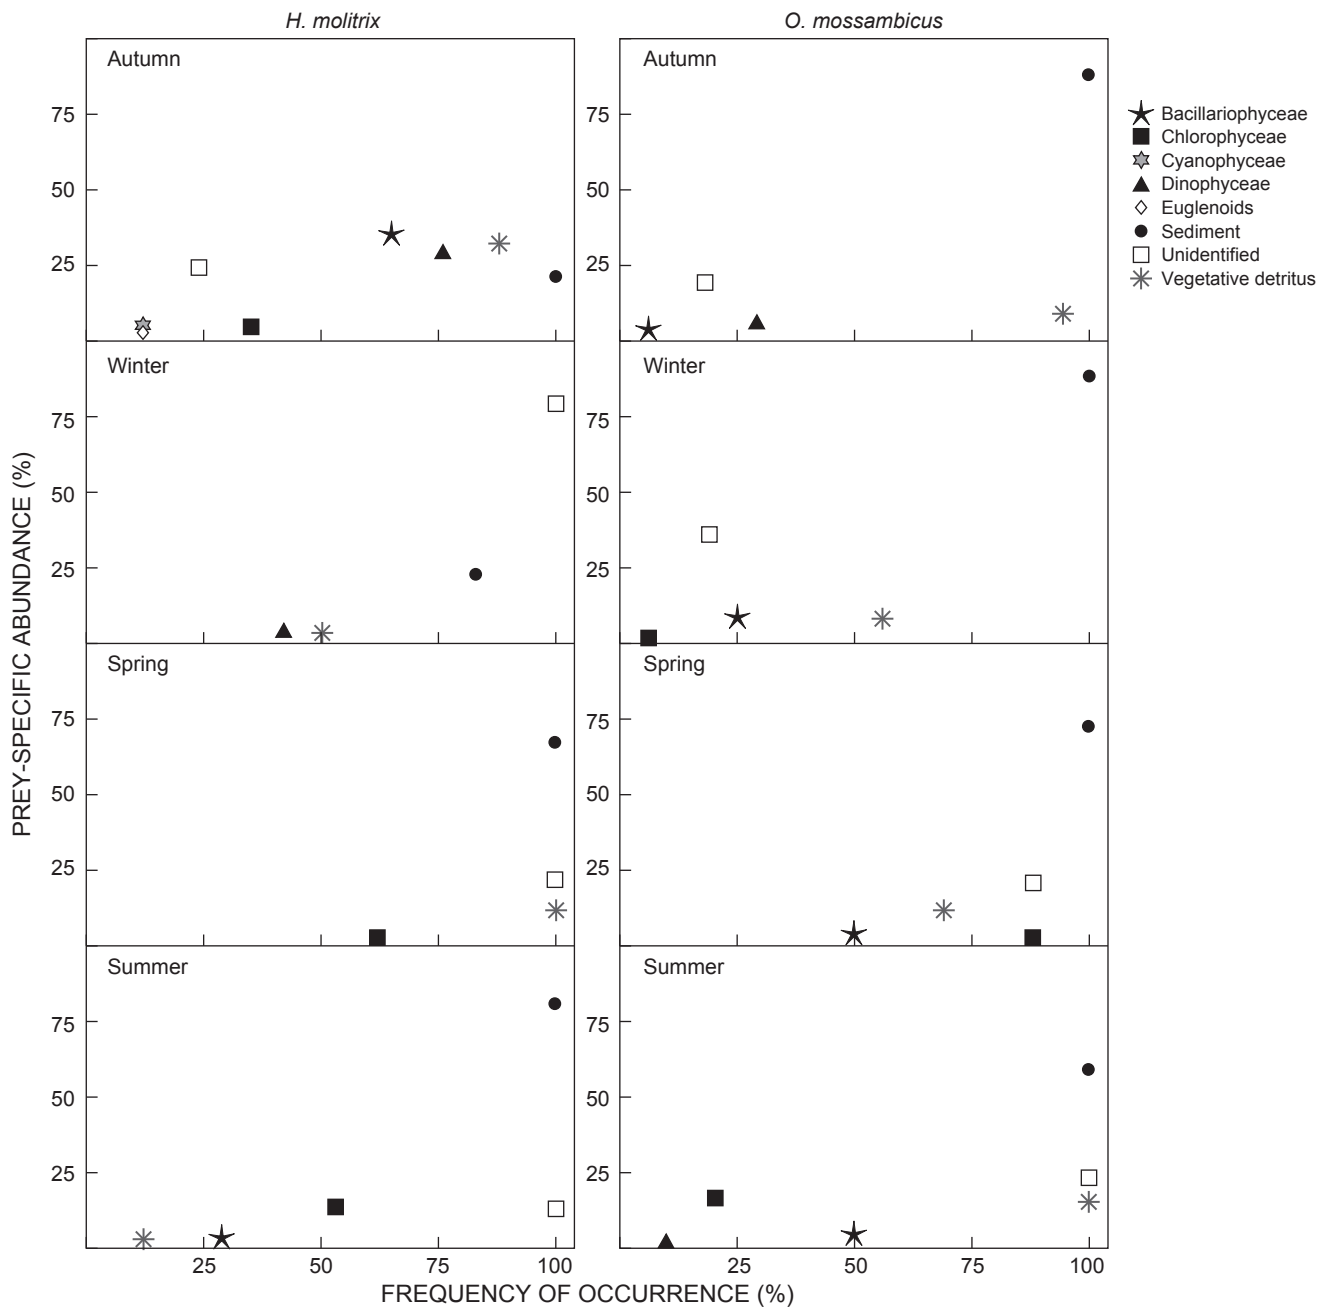 H. molitrix
O. mossambicus
Autumn
Autumn
75
50
25
75
50
25
Bacillariophyceae
Chlorophyceae
Cyanophyceae
Dinophyceae
Euglenoids
Sediment
Unidentified
Vegetative detritus
Winter
Winter
75
50
25
75
50
25
Spring
Spring
75
50
25
75
50
25
Summer
Summer
75
50
25
75
50
25
25 50 75 100
25 50 75 100
PREY-SPECIFIC ABUNDANCE (%)
FREQUENCY OF OCCURRENCE (%)